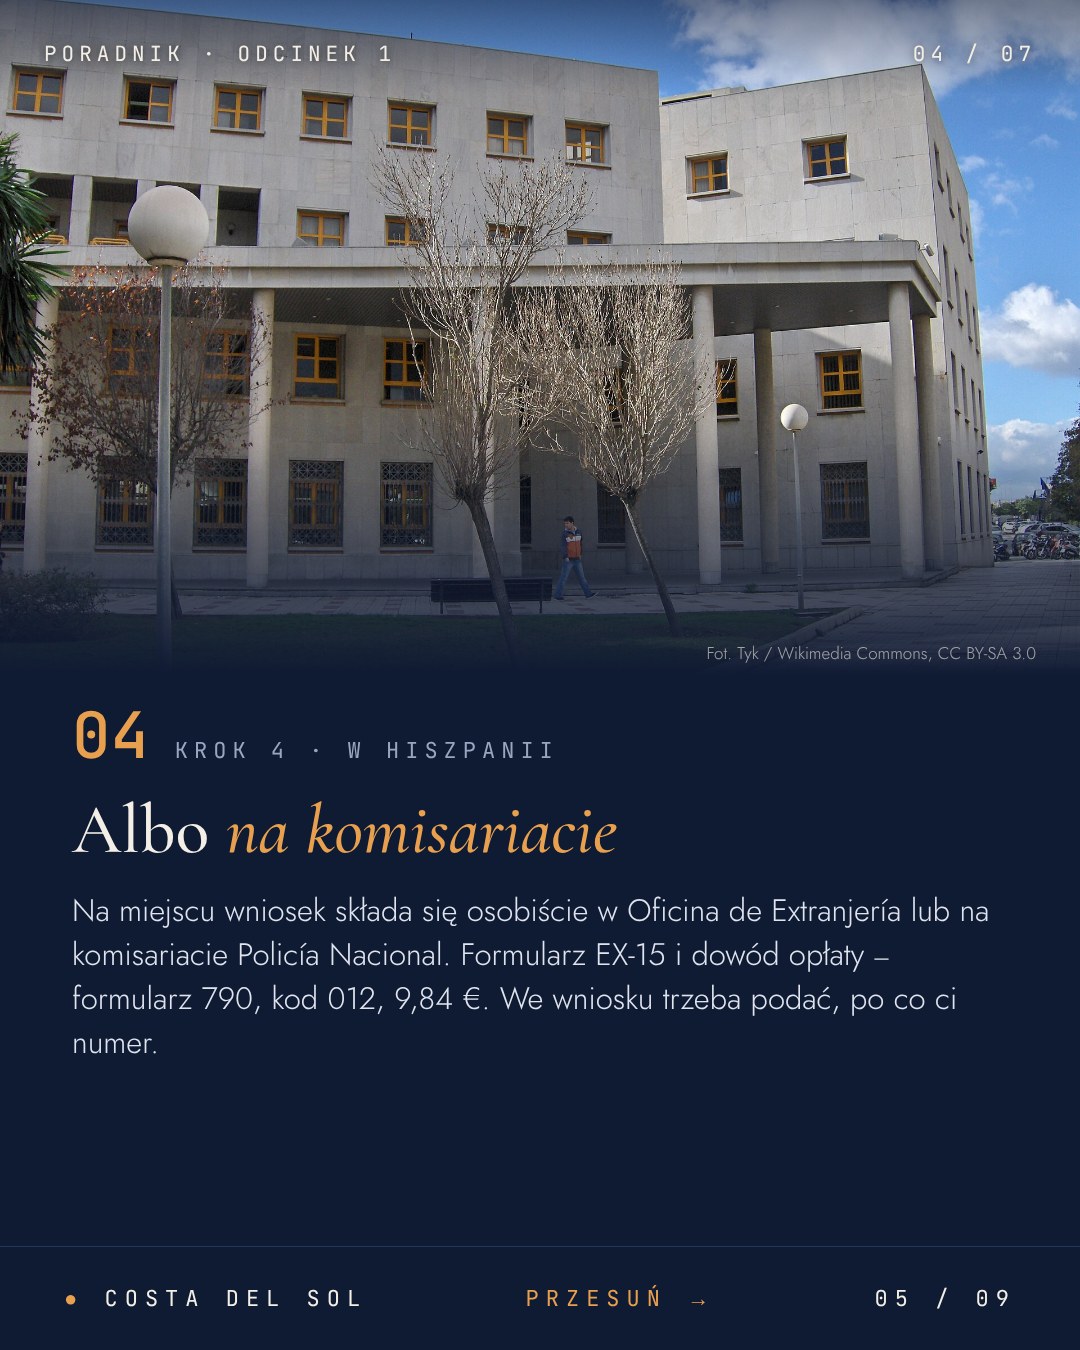 PORADNIK · ODCINEK 1
04 / 07
Fot. Tyk / Wikimedia Commons, CC BY-SA 3.0
04 KROK 4 · W HISZPANII
Albo na komisariacie
Na miejscu wniosek składa się osobiście w Oficina de Extranjería lub na
komisariacie Policía Nacional. Formularz EX-15 i dowód opłaty –
formularz 790, kod 012, 9,84 €. We wniosku trzeba podać, po co ci
numer.
• COSTA DEL SOL
PRZESUŃ →
05 / 09